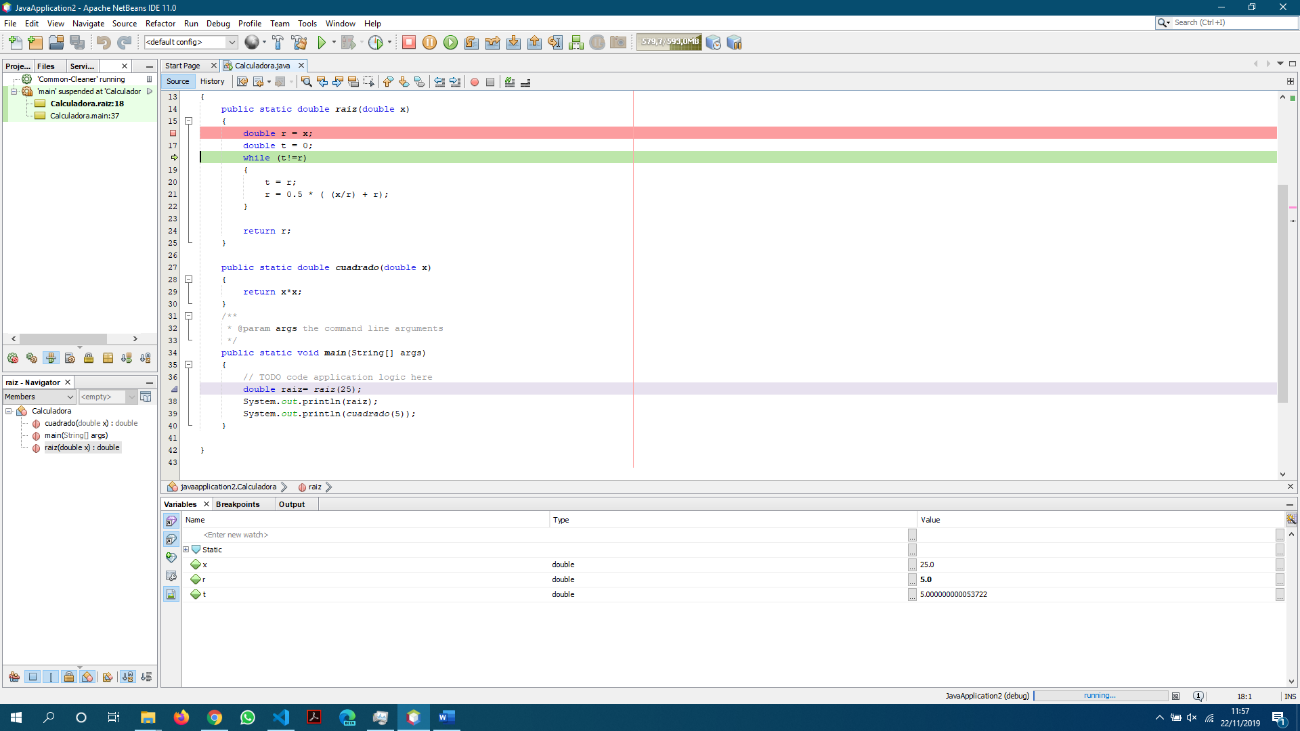 JavaApplication2 - Apache NetBeans IDE 11.0
File Edit View Navigate Source Refactor Run Debug Profile Team Tools Window Help
Search (Ctrl+I)
<default config>
579,7/595,0MB
Proje... Files Servi...
Start Page Calculadora.java
'Common-Cleaner' running
'main' suspended at 'Calculador
Calculadora.raiz:18
Calculadora.main:37
Source History
13 {
14 public static double raiz(double x)
15 {
double r = x;
17 double t = 0;
while (t!=r)
19 {
20 t = r;
21 r = 0.5 * ( (x/r) + r);
22 }
23
24 return r;
25 }
26
27 public static double cuadrado(double x)
28 {
29 return x*x;
30 }
31 /**
32 * @param args the command line arguments
33 */
34 public static void main(String[] args)
35 {
36 // TODO code application logic here
double raiz= raiz(25);
38 System.out.println(raiz);
39 System.out.println(cuadrado(5));
40 }
41
42 }
43
raiz - Navigator
Members <empty>
Calculadora
cuadrado(double x) : double
main(String[] args)
raiz(double x) : double
javaapplication2.Calculadora raiz
Variables Breakpoints Output
Name Type Value
<Enter new watch>
Static
x double 25.0
r double 5.0
t double 5.000000000053722
JavaApplication2 (debug) running... 18:1 INS
11:57
22/11/2019